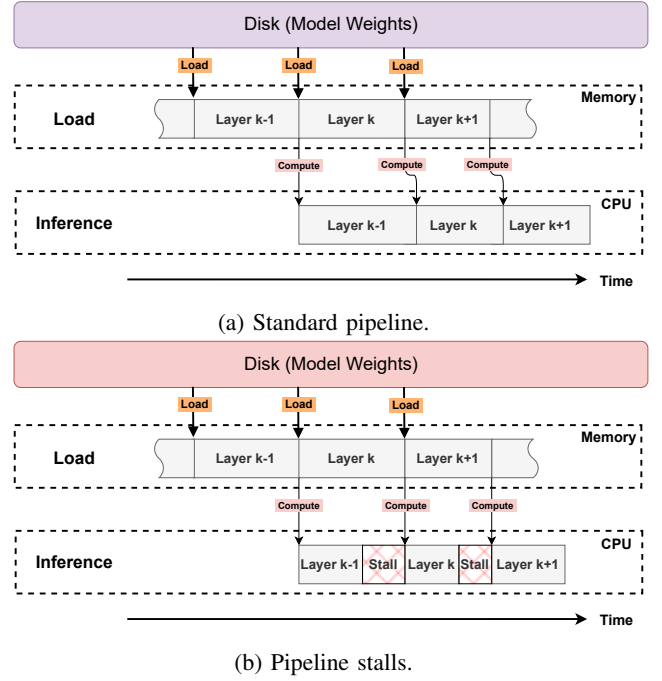 Disk (Model Weights)
Load Load Load
Memory
Load Layer k-1 Layer k Layer k+1
Compute Compute Compute
CPU
Inference Layer k-1 Layer k Layer k+1
Time
(a) Standard pipeline.
Disk (Model Weights)
Load Load Load
Memory
Load Layer k-1 Layer k Layer k+1
Compute Compute Compute
CPU
Inference Layer k-1 Stall Layer k Stall Layer k+1
Time
(b) Pipeline stalls.